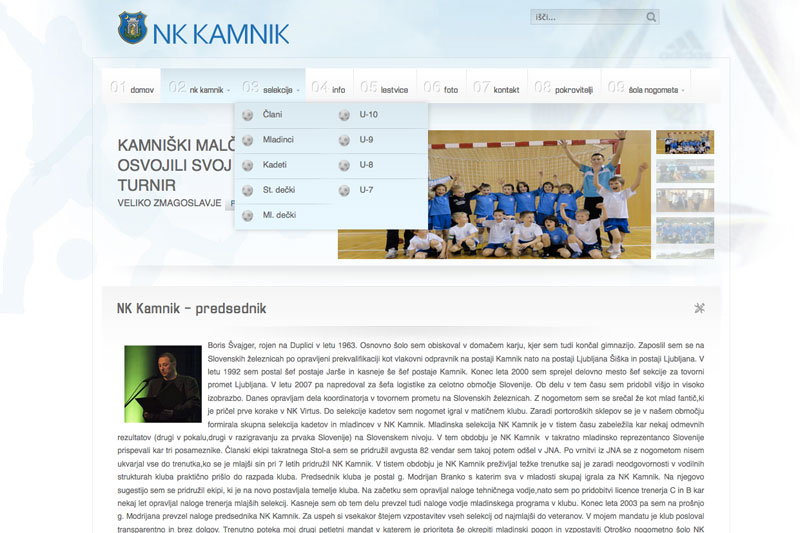 NK KAMNIK
išči...
adidas
01 domov 02 nk kamnik 03 selekcije 04 info 05 lestvice 06 foto 07 kontakt 08 pokrovitelji 09 šola nogometa
Člani U-10
Mladinci U-9
Kadeti U-8
St. dečki U-7
Ml. dečki
KAMNIŠKI MALČ
OSVOJILI SVOJ
TURNIR
VELIKO ZMAGOSLAVJE
NK Kamnik - predsednik
Boris Švajger, rojen na Duplici v letu 1963. Osnovno šolo sem obiskoval v domačem karju, kjer sem tudi končal gimnazijo. Zaposlil sem se na
Slovenskih železnicah po opravljeni prekvalifikaciji kot vlakovni odpravnik na postaji Kamnik nato na postaji Ljubljana Šiška in postaji Ljubljana. V
letu 1992 sem postal šef postaje Jarše in kasneje še šef postaje Kamnik. Konec leta 2000 sem sprejel delovno mesto šef sekcije za tovorni
promet Ljubljana. V letu 2007 pa napredoval za šefa logistike za celotno območje Slovenije. Ob delu v tem času sem pridobil višjo in visoko
izobrazbo. Danes opravljam dela koordinatorja v tovornem prometu na Slovenskih železnicah. Z nogometom sem se srečal že kot mlad fantič,ki
je pričel prve korake v NK Virtus. Do selekcije kadetov sem nogomet igral v matičnem klubu. Zaradi portoroških sklepov se je v našem območju
formirala skupna selekcija kadetov in mladincev v NK Kamnik. Mladinska selekcija NK Kamnik je v tistem času zabeležila kar nekaj odmevnih
rezultatov (drugi v pokalu,drugi v razigravanju za prvaka Slovenije) na Slovenskem nivoju. V tem obdobju je NK Kamnik v takratno mladinsko reprezentanco Slovenije
prispevali kar tri posameznike. Članski ekipi takratnega Stol-a sem se pridružil avgusta 82 vendar sem takoj potem odšel v JNA. Po vrnitvi iz JNA se z nogometom nisem
ukvarjal vse do trenutka,ko se je mlajši sin pri 7 letih pridružil NK Kamnik. V tistem obdobju je NK Kamnik preživljal težke trenutke saj je zaradi neodgovornosti v vodilnih
strukturah kluba praktično prišlo do razpada kluba. Predsednik kluba je postal g. Modrijan Branko s katerim sva v mladosti skupaj igrala za NK Kamnik. Na njegovo
sugestijo sem se pridružil ekipi, ki je na novo postavljala temelje kluba. Na začetku sem opravljal naloge tehničnega vodje,nato sem po pridobitvi licence trenerja C in B kar
nekaj let opravljal naloge trenerja mlajših selekcij. Kasneje sem ob tem delu prevzel tudi naloge vodje mladinskega programa v klubu. Konec leta 2003 pa sem na prošnjo
g. Modrijana prevzel naloge predsednika NK Kamnik. Za uspeh si vsekakor štejem vzpostavitev vseh selekcij od najmlajši do veteranov. V mojem mandatu je klub posloval
transparentno in brez dolgov. Trenutno poteka moj drugi petletni mandat v katerem je prioriteta še okrepiti mladinski pogon in vzpostaviti Otroško nogometno šolo NK